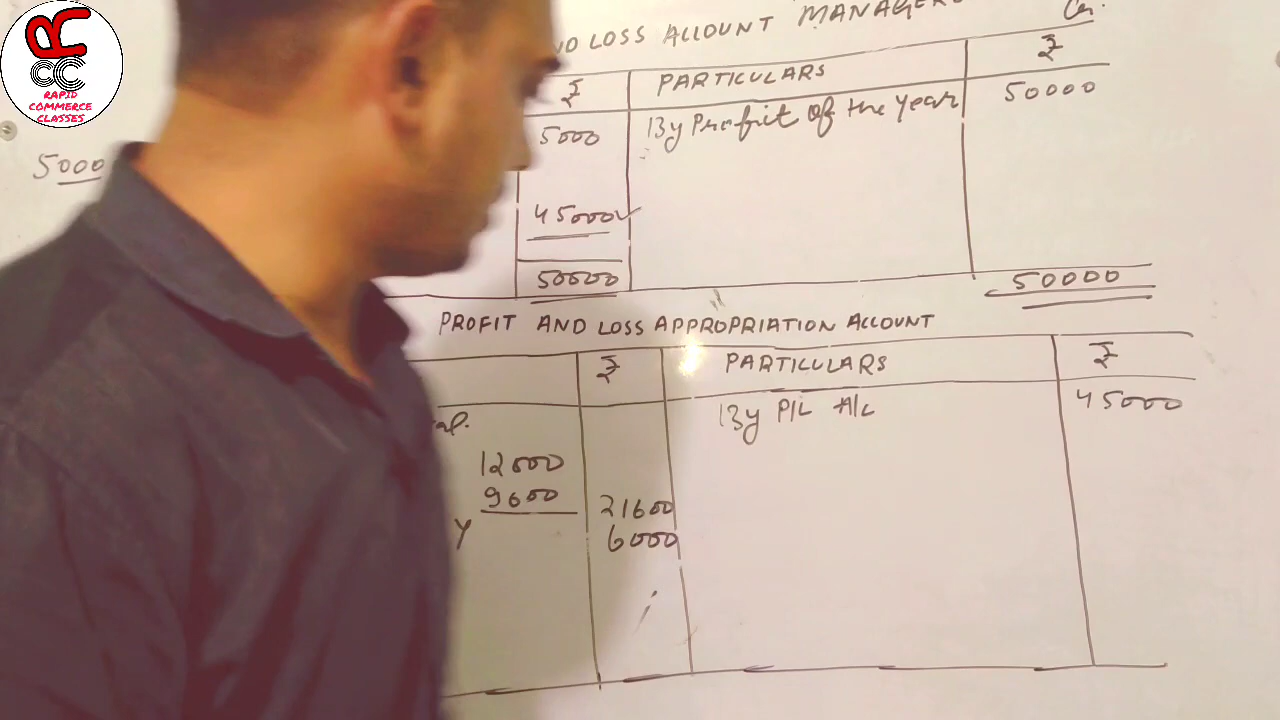 RAPID
COMMERCE
CLASSES
LOSS ACCOUNT
Cr.
₹ PARTICULARS ₹
5000 By Profit of the Year 50000
5000
45000
50000 50000
PROFIT AND LOSS APPROPRIATION ACCOUNT
₹ PARTICULARS ₹
By P/L A/c 45000
12000
9600 21600
y 6000